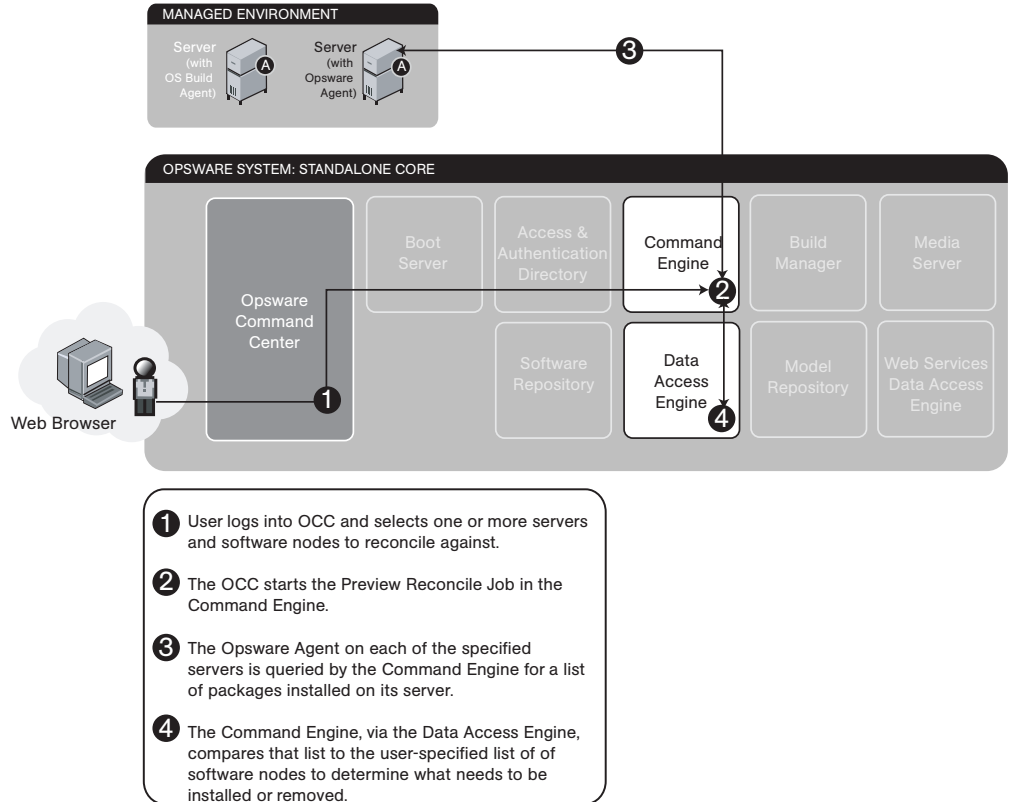 MANAGED ENVIRONMENT
Server
(with
OS Build
Agent)
A
Server
(with
Opsware
Agent)
A
3
OPSWARE SYSTEM: STANDALONE CORE
Opsware
Command
Center
Boot
Server
Access &
Authentication
Directory
Command
Engine
2
Build
Manager
Media
Server
Software
Repository
Data
Access
Engine
4
Model
Repository
Web Services
Data Access
Engine
1
Web Browser
1 User logs into OCC and selects one or more servers
and software nodes to reconcile against.
2 The OCC starts the Preview Reconcile Job in the
Command Engine.
3 The Opsware Agent on each of the specified
servers is queried by the Command Engine for a list
of packages installed on its server.
4 The Command Engine, via the Data Access Engine,
compares that list to the user-specified list of of
software nodes to determine what needs to be
installed or removed.